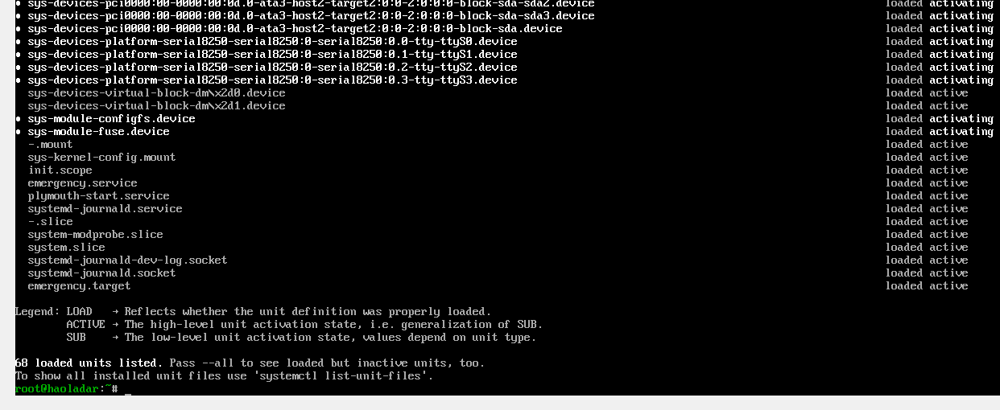 • sys-devices-pci0000:00-0000:00:0d.0-ata3-host2-target2:0:0-2:0:0:0-block-sda-sda2.device loaded activating
• sys-devices-pci0000:00-0000:00:0d.0-ata3-host2-target2:0:0-2:0:0:0-block-sda-sda3.device loaded activating
• sys-devices-pci0000:00-0000:00:0d.0-ata3-host2-target2:0:0-2:0:0:0-block-sda.device loaded activating
• sys-devices-platform-serial8250-serial8250:0-serial8250:0.0-tty-ttyS0.device loaded activating
• sys-devices-platform-serial8250-serial8250:0-serial8250:0.1-tty-ttyS1.device loaded activating
• sys-devices-platform-serial8250-serial8250:0-serial8250:0.2-tty-ttyS2.device loaded activating
• sys-devices-platform-serial8250-serial8250:0-serial8250:0.3-tty-ttyS3.device loaded activating
sys-devices-virtual-block-dm\x2d0.device loaded active
sys-devices-virtual-block-dm\x2d1.device loaded active
• sys-module-configfs.device loaded activating
• sys-module-fuse.device loaded activating
-.mount loaded active
sys-kernel-config.mount loaded active
init.scope loaded active
emergency.service loaded active
plymouth-start.service loaded active
systemd-journald.service loaded active
-.slice loaded active
system-modprobe.slice loaded active
system.slice loaded active
systemd-journald-dev-log.socket loaded active
systemd-journald.socket loaded active
emergency.target loaded active
Legend: LOAD → Reflects whether the unit definition was properly loaded.
ACTIVE → The high-level unit activation state, i.e. generalization of SUB.
SUB → The low-level unit activation state, values depend on unit type.
68 loaded units listed. Pass --all to see loaded but inactive units, too.
To show all installed unit files use 'systemctl list-unit-files'.
root@haoladar:~# _